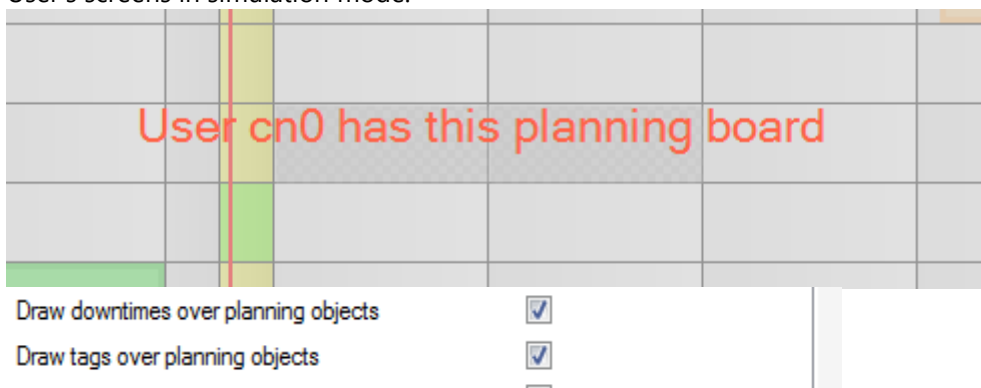 User's screens in simulation mode.
User cn0 has this planning board
Draw downtimes over planning objects
Draw tags over planning objects